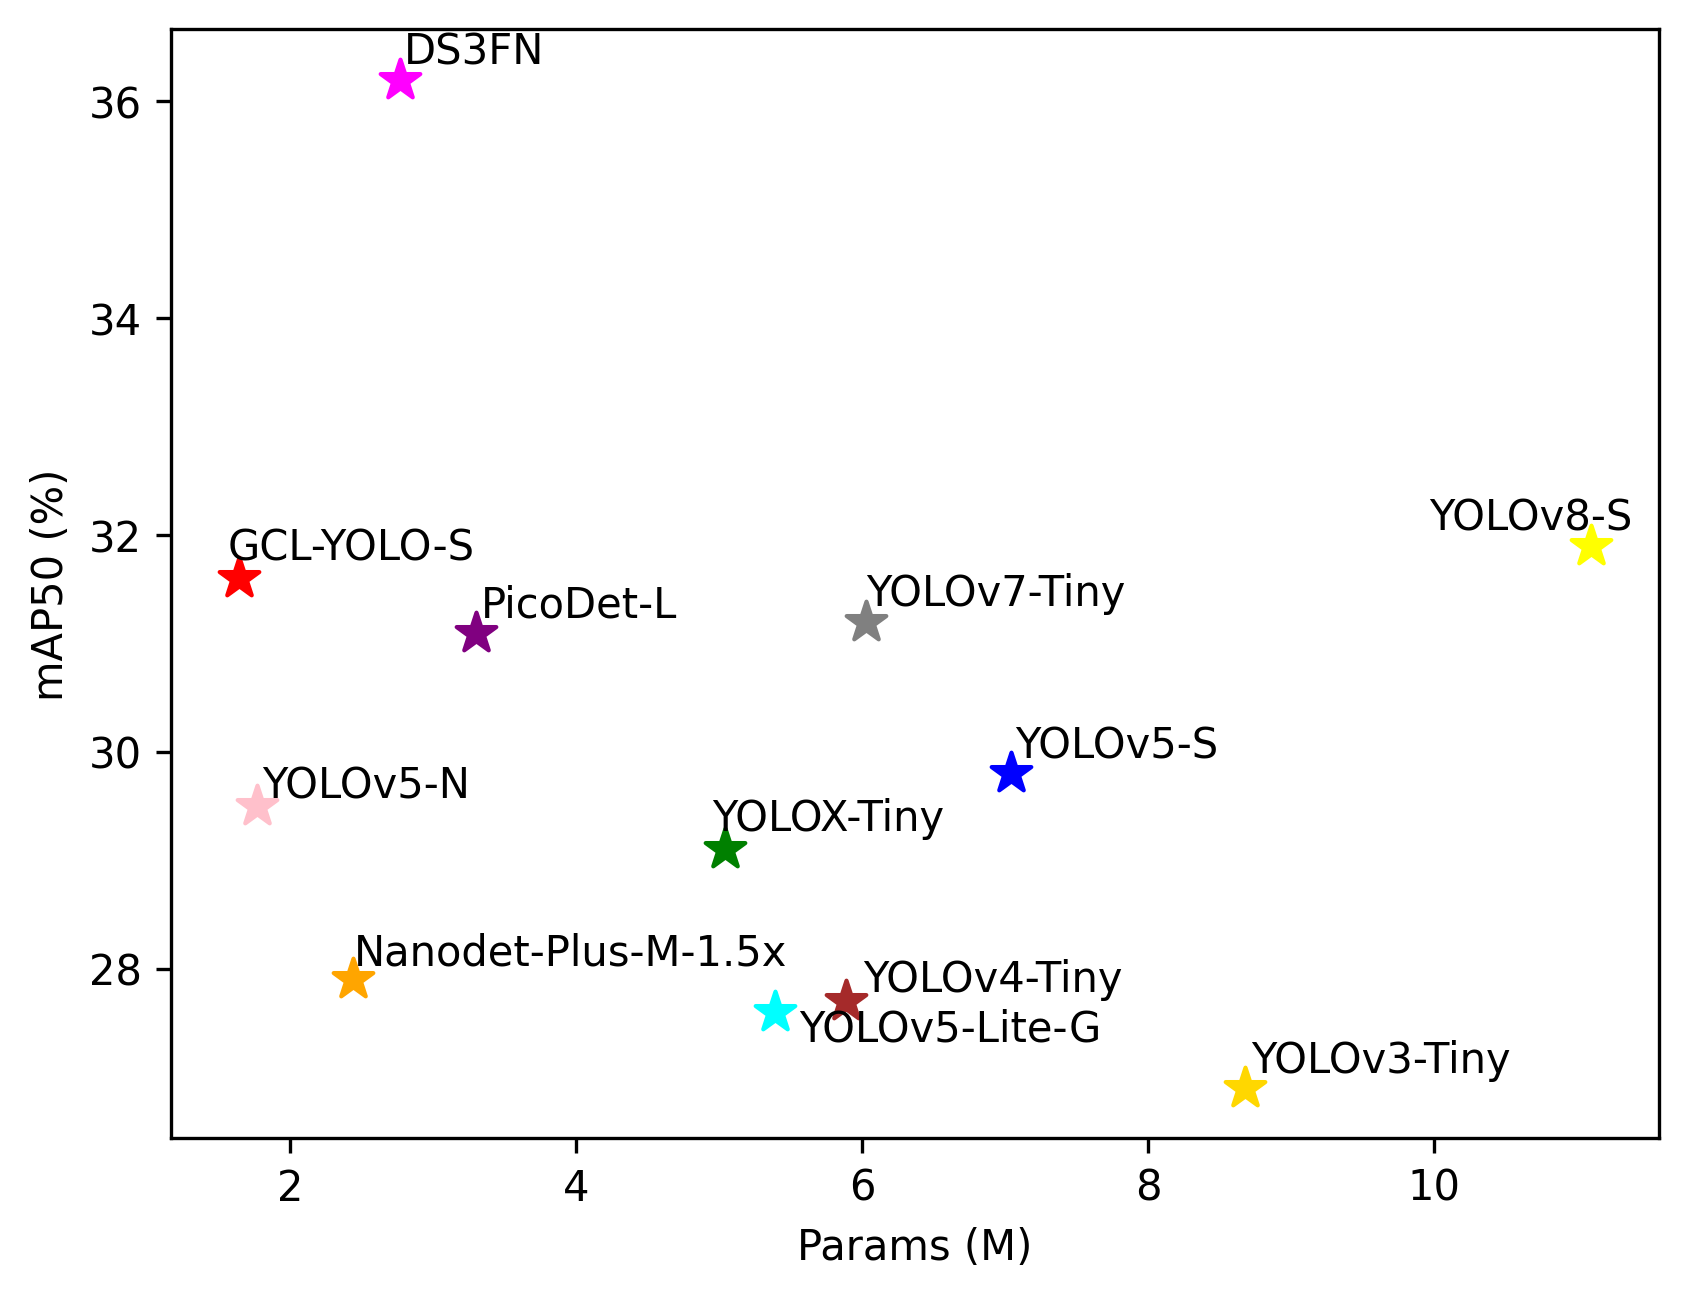 DS3FN
36
34
32
YOLOv8-S
GCL-YOLO-S
YOLOv7-Tiny
PicoDet-L
mAP50 (%)
30
YOLOv5-S
YOLOv5-N
YOLOX-Tiny
28
Nanodet-Plus-M-1.5x
YOLOv4-Tiny
YOLOv5-Lite-G
YOLOv3-Tiny
2 4 6 8 10
Params (M)